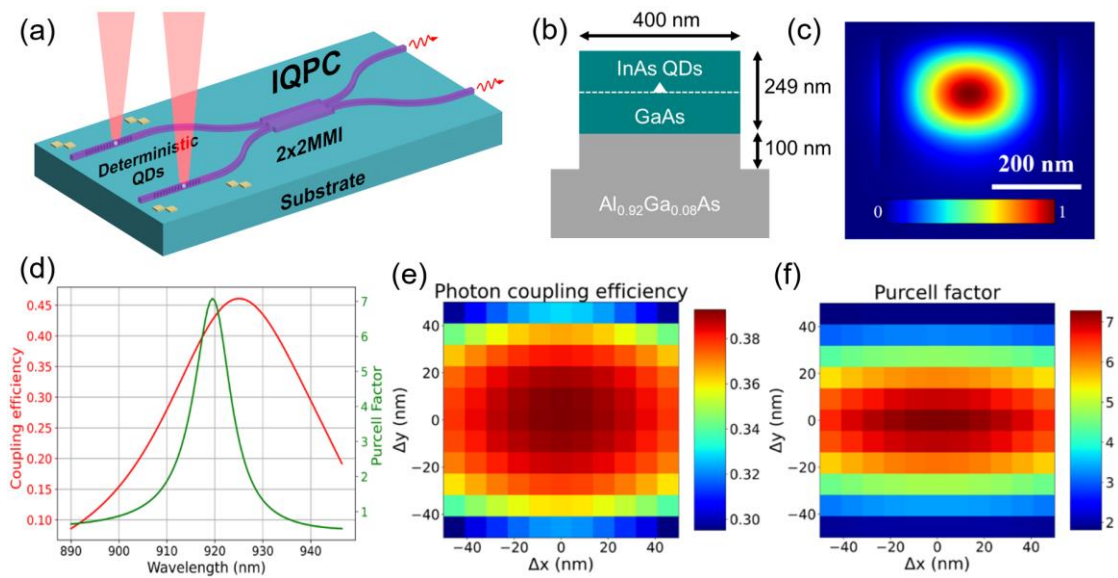 (a)
IQPC
Deterministic
QDs
2x2MMI
Substrate
(b)
400 nm
InAs QDs
GaAs
249 nm
100 nm
Al0.92Ga0.08As
(c)
200 nm
0
1
(d)
Coupling efficiency
0.45
0.40
0.35
0.30
0.25
0.20
0.15
0.10
7
6
5
4
3
2
1
Purcell Factor
890 900 910 920 930 940
Wavelength (nm)
(e)
Photon coupling efficiency
Δy (nm)
40
20
0
−20
−40
−40 −20 0 20 40
Δx (nm)
0.38
0.36
0.34
0.32
0.30
(f)
Purcell factor
Δy (nm)
40
20
0
−20
−40
−40 −20 0 20 40
Δx (nm)
7
6
5
4
3
2